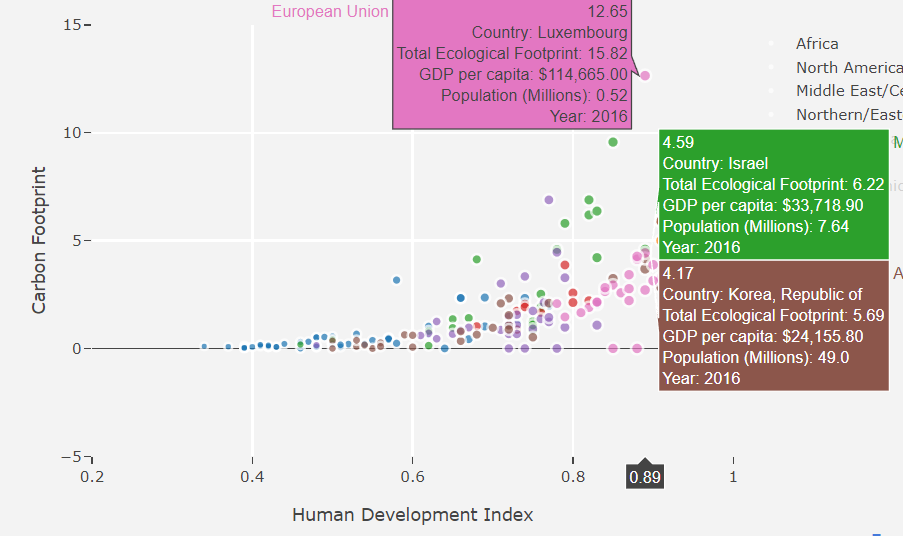 European Union
12.65
Country: Luxembourg
Total Ecological Footprint: 15.82
GDP per capita: $114,665.00
Population (Millions): 0.52
Year: 2016
Africa
North America
Middle East/Ce
Northern/East
4.59
Country: Israel
Total Ecological Footprint: 6.22
GDP per capita: $33,718.90
Population (Millions): 7.64
Year: 2016
M
4.17
Country: Korea, Republic of
Total Ecological Footprint: 5.69
GDP per capita: $24,155.80
Population (Millions): 49.0
Year: 2016
A
Carbon Footprint
15
10
5
0
−5
0.2
0.4
0.6
0.8
0.89
1
Human Development Index